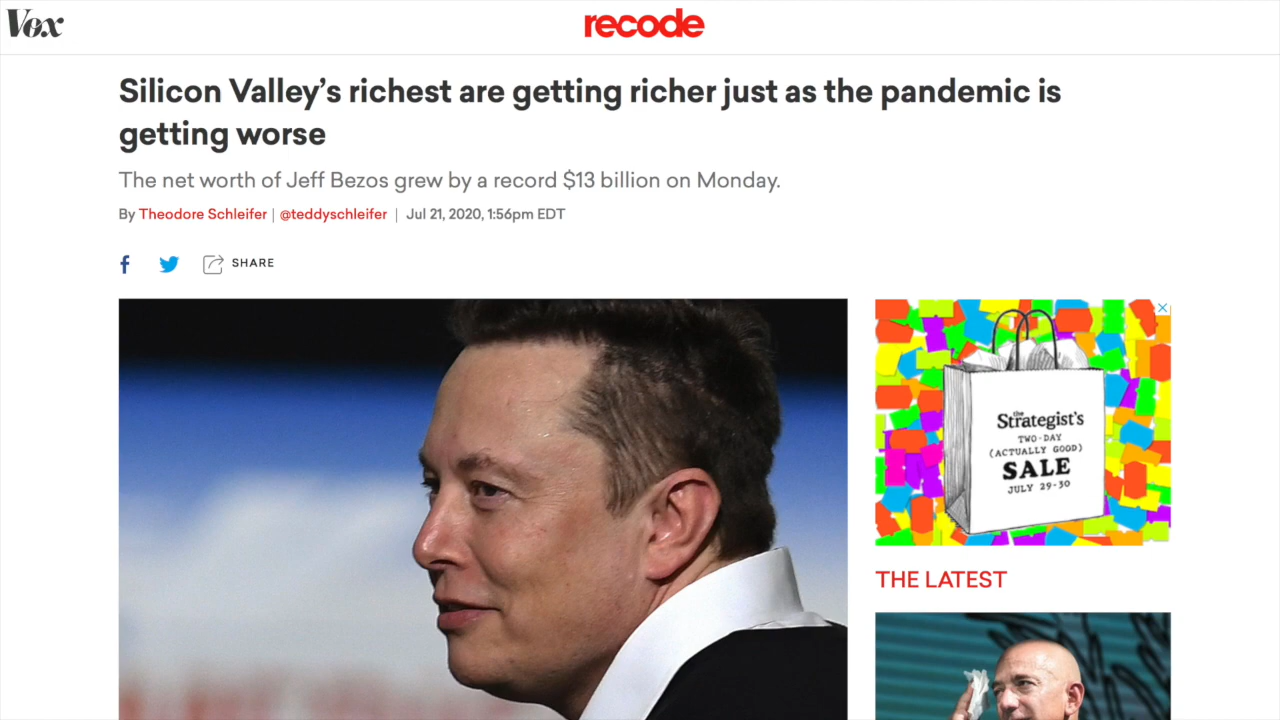 Vox
recode
Silicon Valley’s richest are getting richer just as the pandemic is
getting worse
The net worth of Jeff Bezos grew by a record $13 billion on Monday.
By Theodore Schleifer | @teddyschleifer | Jul 21, 2020, 1:56pm EDT
SHARE
the
Strategist's
TWO-DAY
(ACTUALLY GOOD)
SALE
JULY 29-30
THE LATEST